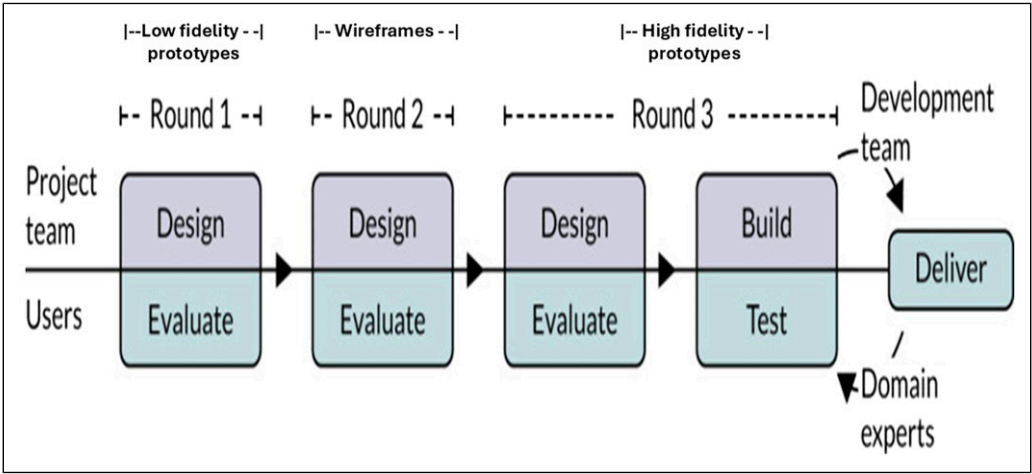 |--Low fidelity - -|
prototypes
|-- Wireframes - -|
|-- High fidelity - -|
prototypes
Round 1
Round 2
Round 3
Development
team
Project
team
Design
Design
Design
Build
Deliver
Users
Evaluate
Evaluate
Evaluate
Test
Domain
experts